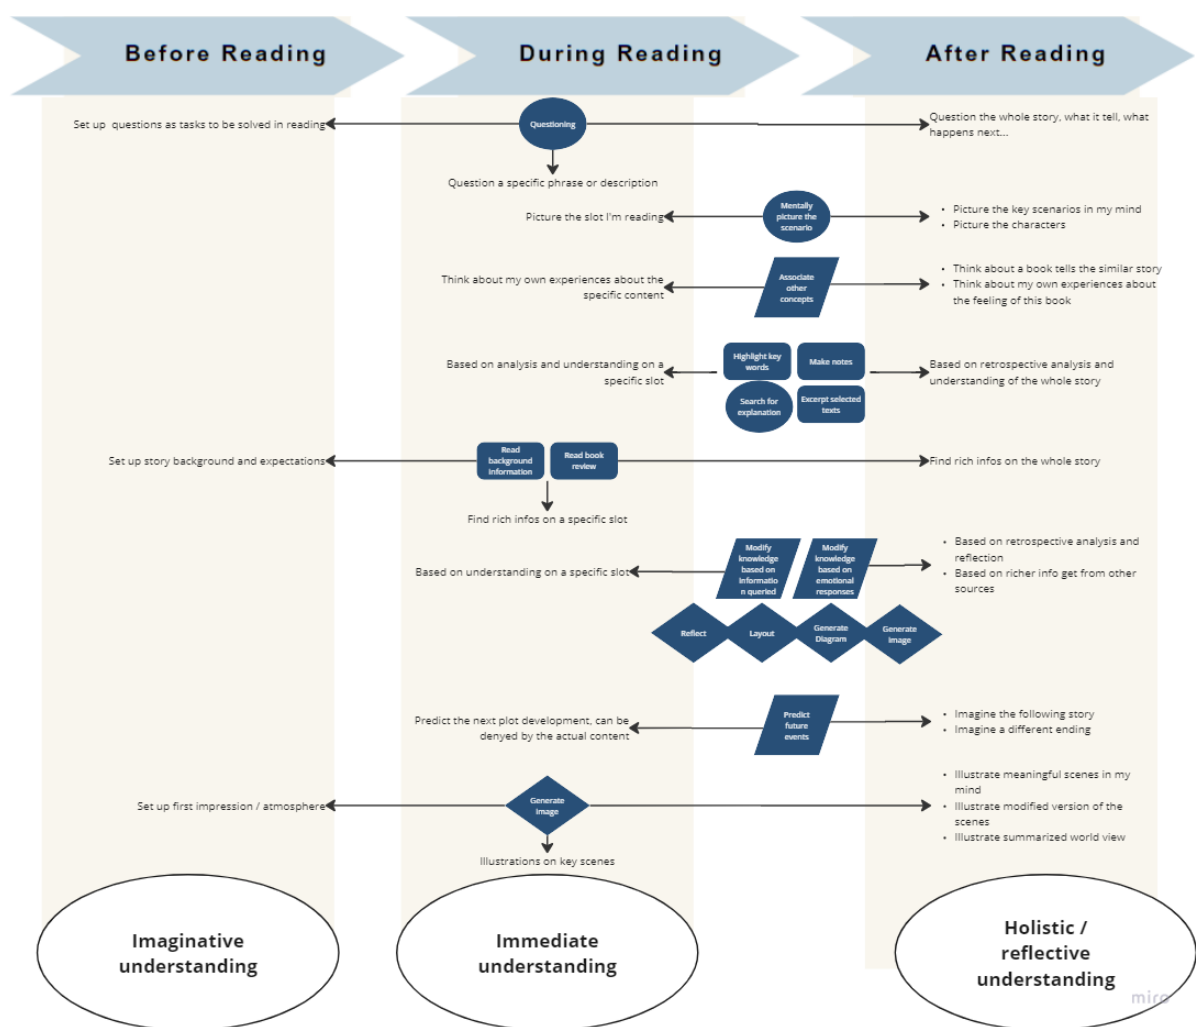 Before Reading
During Reading
After Reading
Set up  questions as tasks to be solved in reading
Questioning
Question the whole story, what it tell, what
happens next...
Question a specific phrase or description
Picture the slot I'm reading
Mentally
picture the
scenario
• Picture the key scenarios in my mind
• Picture the characters
Think about my own experiences about the
specific content
Associate
other
concepts
• Think about a book tells the similar story
• Think about my own experiences about
the feeling of this book
Based on analysis and understanding on a
specific slot
Highlight key
words
Make notes
Search for
explanation
Excerpt selected
texts
Based on retrospective analysis and
understanding of the whole story
Set up story background and expectations
Read
background
information
Read book
review
Find rich infos on the whole story
Find rich infos on a specific slot
Based on understanding on a specific slot
Modify
knowledge
based on
informatio
n queried
Modify
knowledge
based on
emotional
responses
• Based on retrospective analysis and
reflection
• Based on richer info get from other
sources
Reflect
Layout
Generate
Diagram
Generate
Image
Predict the next plot development, can be
denyed by the actual content
Predict
future
events
• Imagine the following story
• Imagine a different ending
Set up first impression / atmosphere
Generate
image
• Illustrate meaningful scenes in my
mind
• Illustrate modified version of the
scenes
• Illustrate summarized world view
Illustrations on key scenes
Imaginative
understanding
Immediate
understanding
Holistic /
reflective
understanding
miro